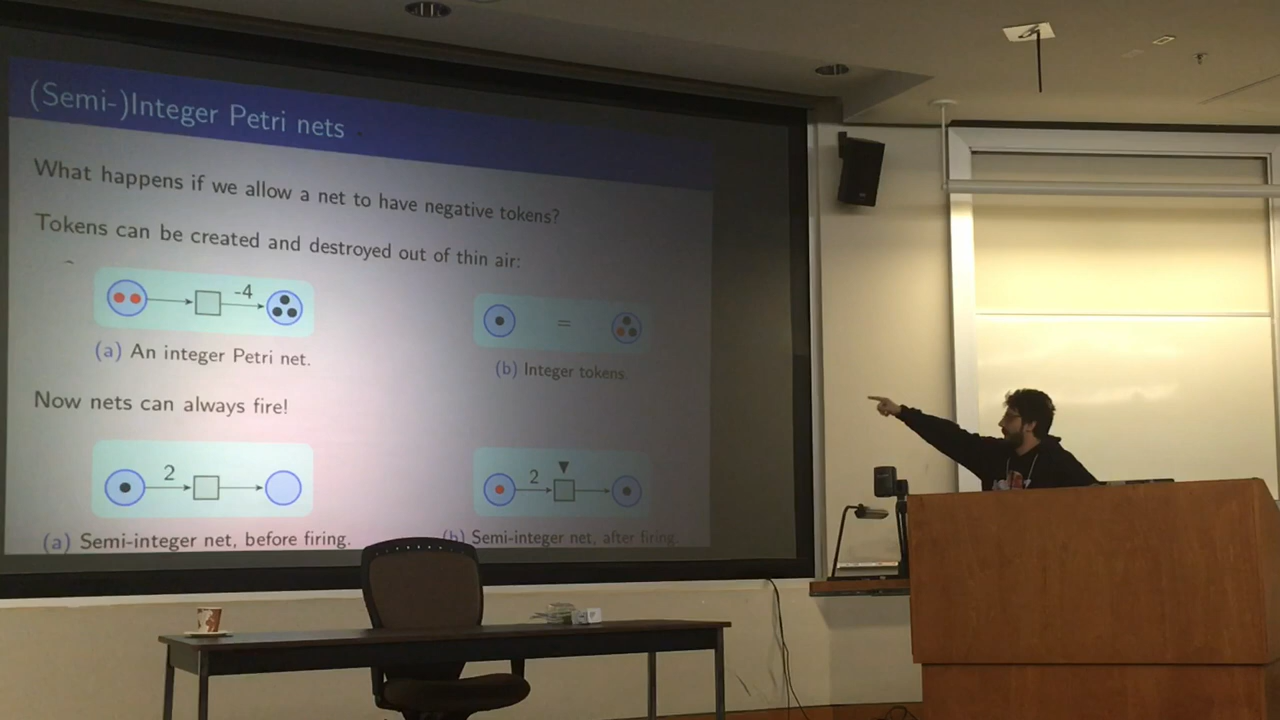 (Semi-)Integer Petri nets
What happens if we allow a net to have negative tokens?
Tokens can be created and destroyed out of thin air:
-4
=
(a) An integer Petri net.
(b) Integer tokens.
Now nets can always fire!
2
2
(a) Semi-integer net, before firing.
(b) Semi-integer net, after firing.